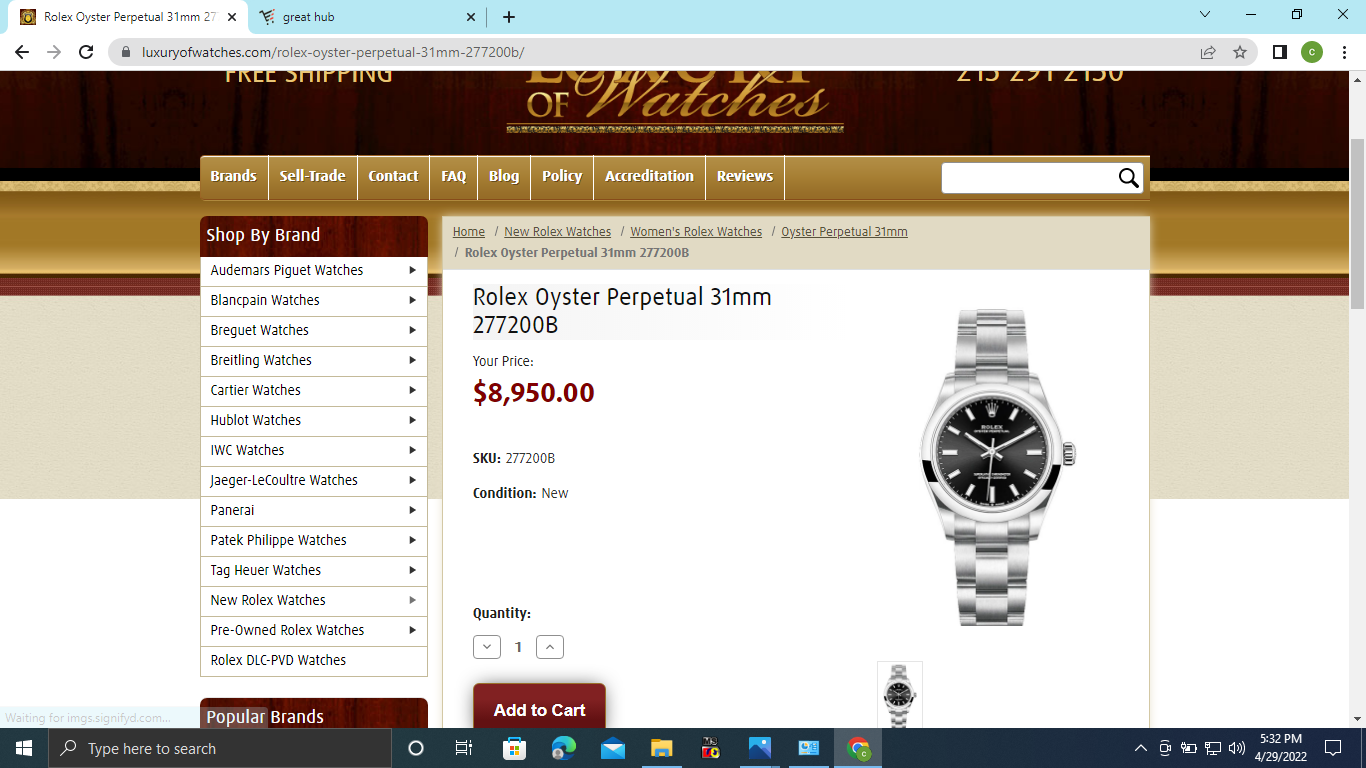 Rolex Oyster Perpetual 31mm 27
great hub
luxuryofwatches.com/rolex-oyster-perpetual-31mm-277200b/
c
FREE SHIPPING
LUXURY
213 291 2130
OF Watches
Brands
Sell-Trade
Contact
FAQ
Blog
Policy
Accreditation
Reviews
Shop By Brand
Audemars Piguet Watches
Blancpain Watches
Breguet Watches
Breitling Watches
Cartier Watches
Hublot Watches
IWC Watches
Jaeger-LeCoultre Watches
Panerai
Patek Philippe Watches
Tag Heuer Watches
New Rolex Watches
Pre-Owned Rolex Watches
Rolex DLC-PVD Watches
Popular Brands
Home / New Rolex Watches / Women's Rolex Watches / Oyster Perpetual 31mm
/ Rolex Oyster Perpetual 31mm 277200B
Rolex Oyster Perpetual 31mm
277200B
Your Price:
$8,950.00
SKU: 277200B
Condition: New
Quantity:
1
Add to Cart
ROLEX
OYSTER PERPETUAL
Waiting for imgs.signifyd.com...
Type here to search
5:32 PM
4/29/2022